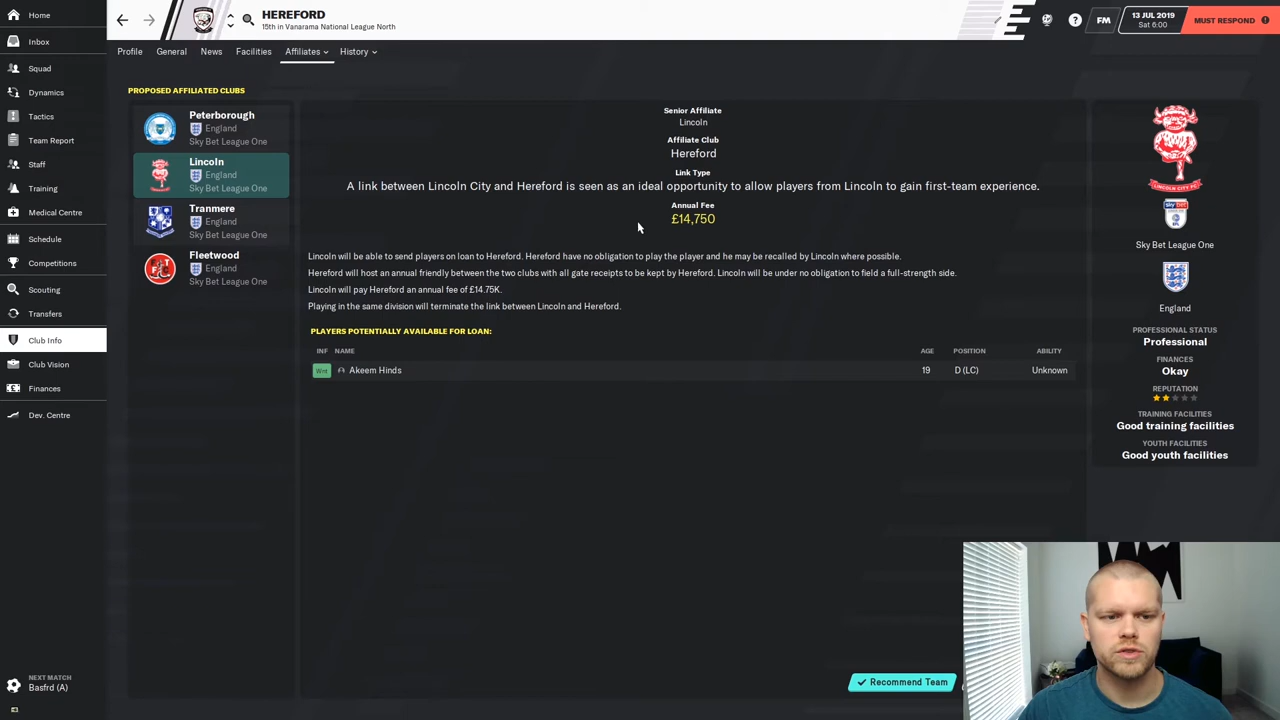 HEREFORD
15th in Vanarama National League North
?
FM
13 JUL 2019
Sat 6:00
MUST RESPOND
Home
Inbox
Squad
Dynamics
Tactics
Team Report
Staff
Training
Medical Centre
Schedule
Competitions
Scouting
Transfers
Club Info
Club Vision
Finances
Dev. Centre
NEXT MATCH
Basfrd (A)
Profile
General
News
Facilities
Affiliates
History
PROPOSED AFFILIATED CLUBS
Peterborough
England
Sky Bet League One
Lincoln
England
Sky Bet League One
Tranmere
England
Sky Bet League One
Fleetwood
England
Sky Bet League One
Senior Affiliate
Lincoln
Affiliate Club
Hereford
Link Type
A link between Lincoln City and Hereford is seen as an ideal opportunity to allow players from Lincoln to gain first-team experience.
Annual Fee
£14,750
Lincoln will be able to send players on loan to Hereford. Hereford have no obligation to play the player and he may be recalled by Lincoln where possible.
Hereford will host an annual friendly between the two clubs with all gate receipts to be kept by Hereford. Lincoln will be under no obligation to field a full-strength side.
Lincoln will pay Hereford an annual fee of £14.75K.
Playing in the same division will terminate the link between Lincoln and Hereford.
PLAYERS POTENTIALLY AVAILABLE FOR LOAN:
INF NAME AGE POSITION ABILITY
Wnt Akeem Hinds 19 D (LC) Unknown
Recommend Team
LINCOLN CITY FC
sky bet
EFL
Sky Bet League One
England
PROFESSIONAL STATUS
Professional
FINANCES
Okay
REPUTATION
TRAINING FACILITIES
Good training facilities
YOUTH FACILITIES
Good youth facilities